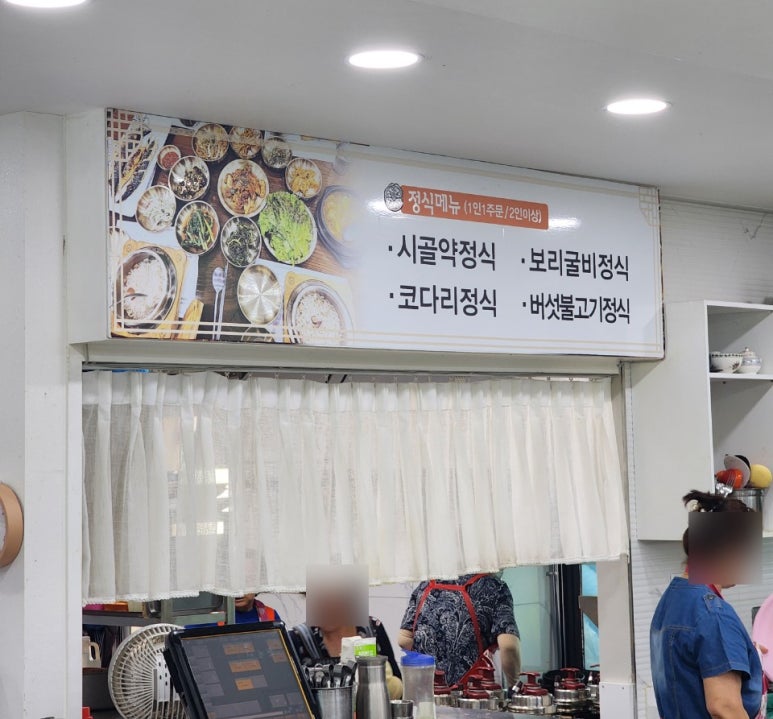 정식메뉴 (1인1주문/2인이상)
·시골약정식 ·보리굴비정식
·코다리정식 ·버섯불고기정식